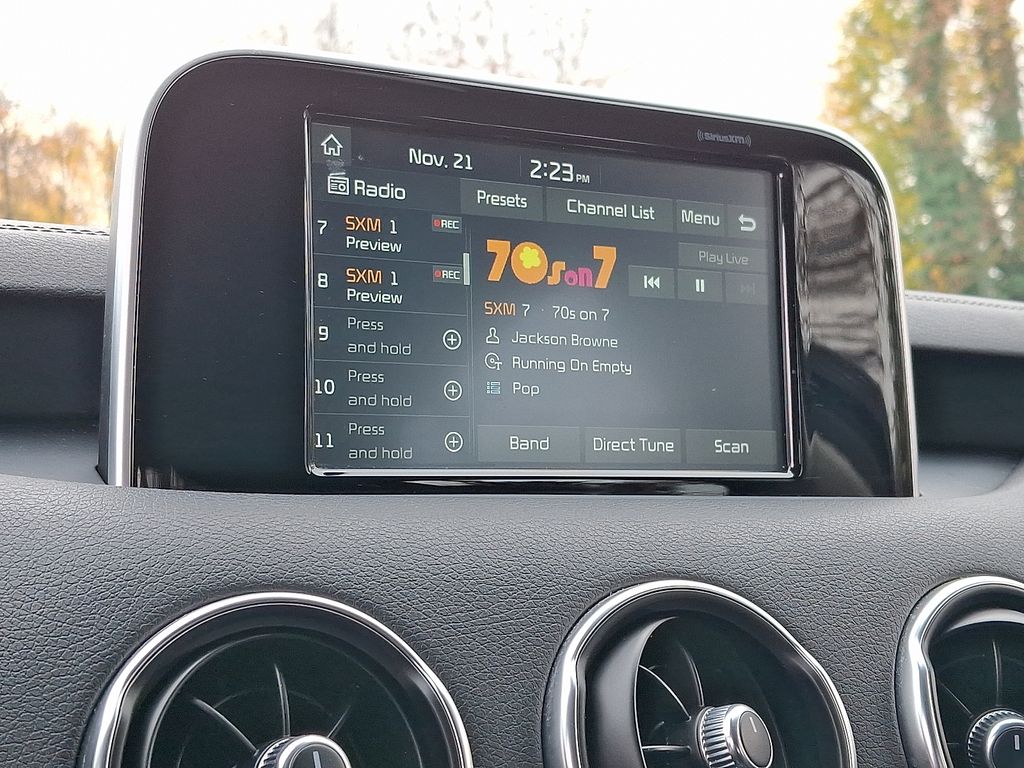 ((SiriusXM))
Nov. 21
2:23 PM
Radio
Presets
Channel List
Menu
7 SXM 1 REC
Preview
8 SXM 1 REC
Preview
9 Press
and hold
10 Press
and hold
11 Press
and hold
70s on 7
Play Live
SXM 7 · 70s on 7
Jackson Browne
Running On Empty
Pop
Band
Direct Tune
Scan